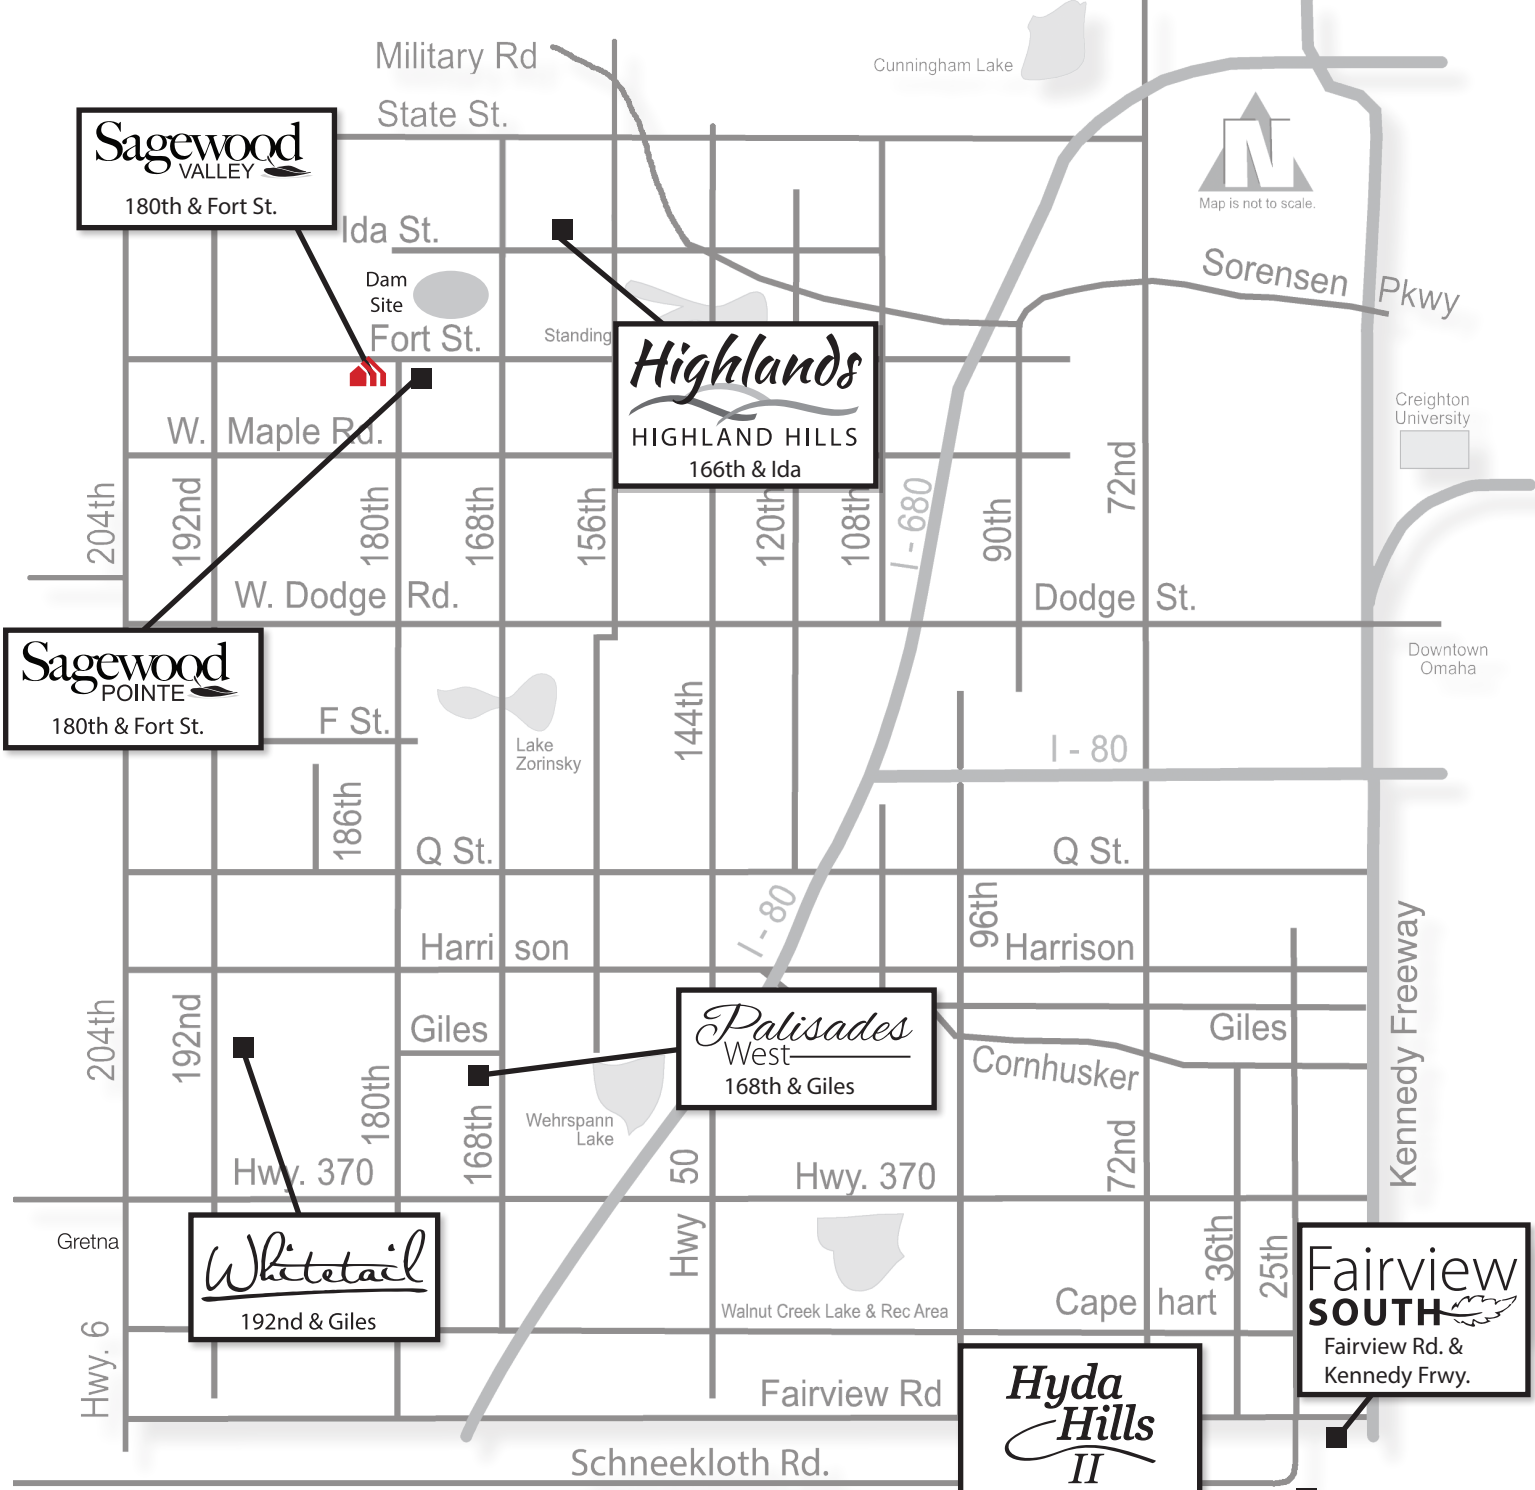 Military Rd
Cunningham Lake
State St.
Sagewood
VALLEY
180th & Fort St.
N
Map is not to scale.
Ida St.
Dam
Site
Sorensen Pkwy
Fort St.
Standing
Highlands
HIGHLAND HILLS
166th & Ida
W. Maple Rd.
Creighton
University
204th
192nd
180th
168th
156th
120th
108th
I - 680
90th
72nd
W. Dodge Rd.
Dodge St.
Sagewood
POINTE
180th & Fort St.
Downtown
Omaha
F St.
Lake
Zorinsky
144th
I - 80
186th
Q St.
Q St.
I - 80
96th
Harrison
Harrison
Kennedy Freeway
204th
192nd
Giles
Palisades
West
168th & Giles
Giles
Cornhusker
180th
168th
Wehrspann
Lake
72nd
Hwy. 370
Hwy 50
Hwy. 370
Gretna
Whitetail
192nd & Giles
Walnut Creek Lake & Rec Area
36th
25th
Capehart
Fairview
SOUTH
Fairview Rd. &
Kennedy Frwy.
Hwy. 6
Fairview Rd
Hyda
Hills
II
Schneekloth Rd.